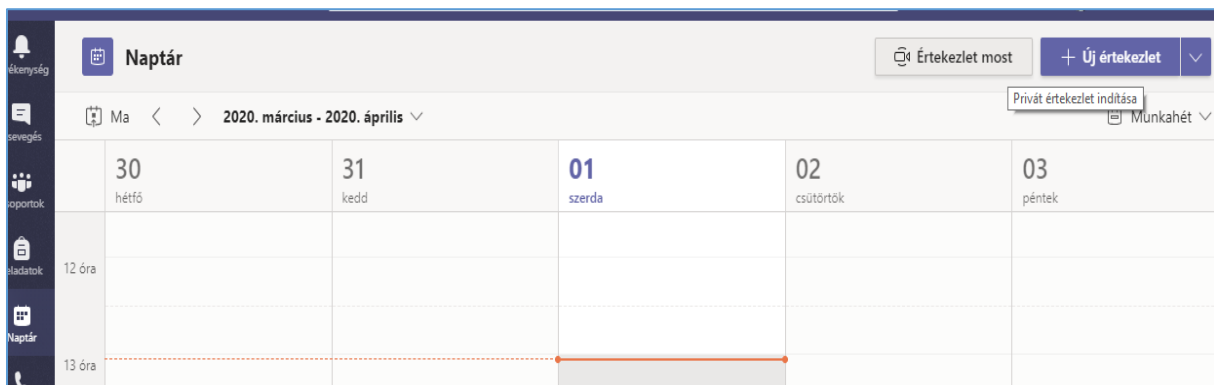 Naptár
Értekezlet most
+ Új értekezlet
Privát értekezlet indítása
Ma
2020. március - 2020. április
Munkahét
30
hétfő
31
kedd
01
szerda
02
csütörtök
03
péntek
12 óra
13 óra
ékenység
sevegés
soportok
eladatok
Naptár